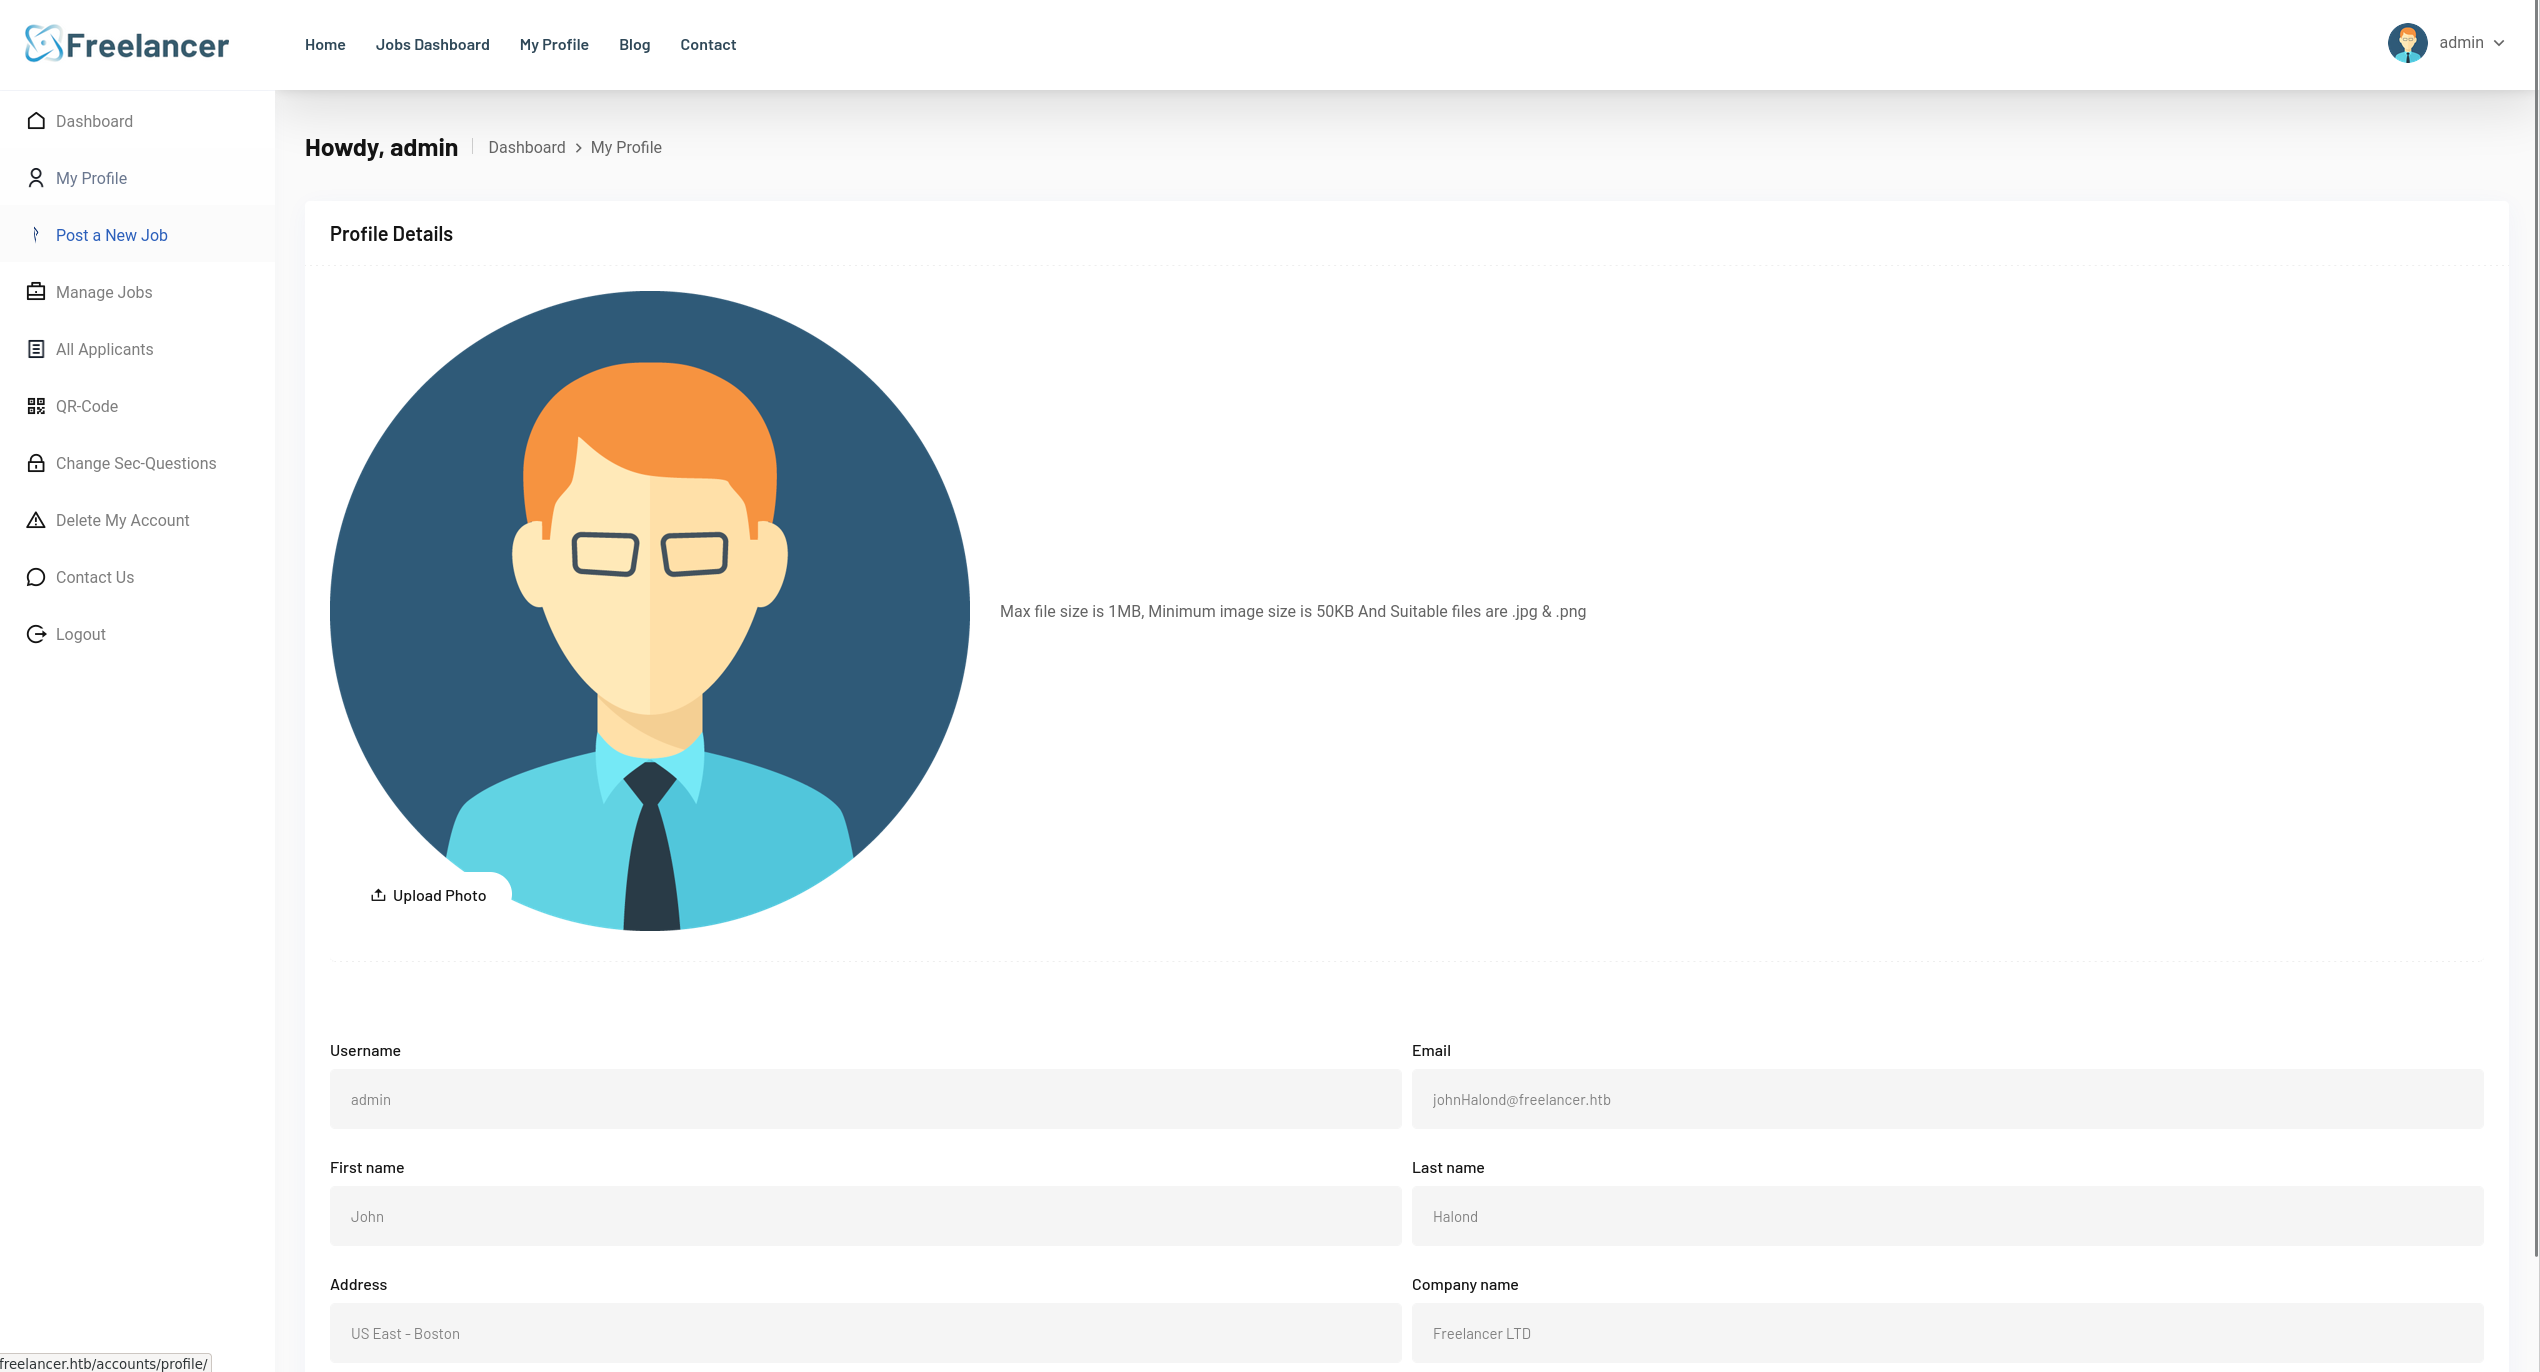 Freelancer
Home Jobs Dashboard My Profile Blog Contact
admin
Dashboard
My Profile
Post a New Job
Manage Jobs
All Applicants
QR-Code
Change Sec-Questions
Delete My Account
Contact Us
Logout
Howdy, admin Dashboard My Profile
Profile Details
Max file size is 1MB, Minimum image size is 50KB And Suitable files are .jpg & .png
Upload Photo
Username Email
admin johnHalond@freelancer.htb
First name Last name
John Halond
Address Company name
US East - Boston Freelancer LTD
freelancer.htb/accounts/profile/